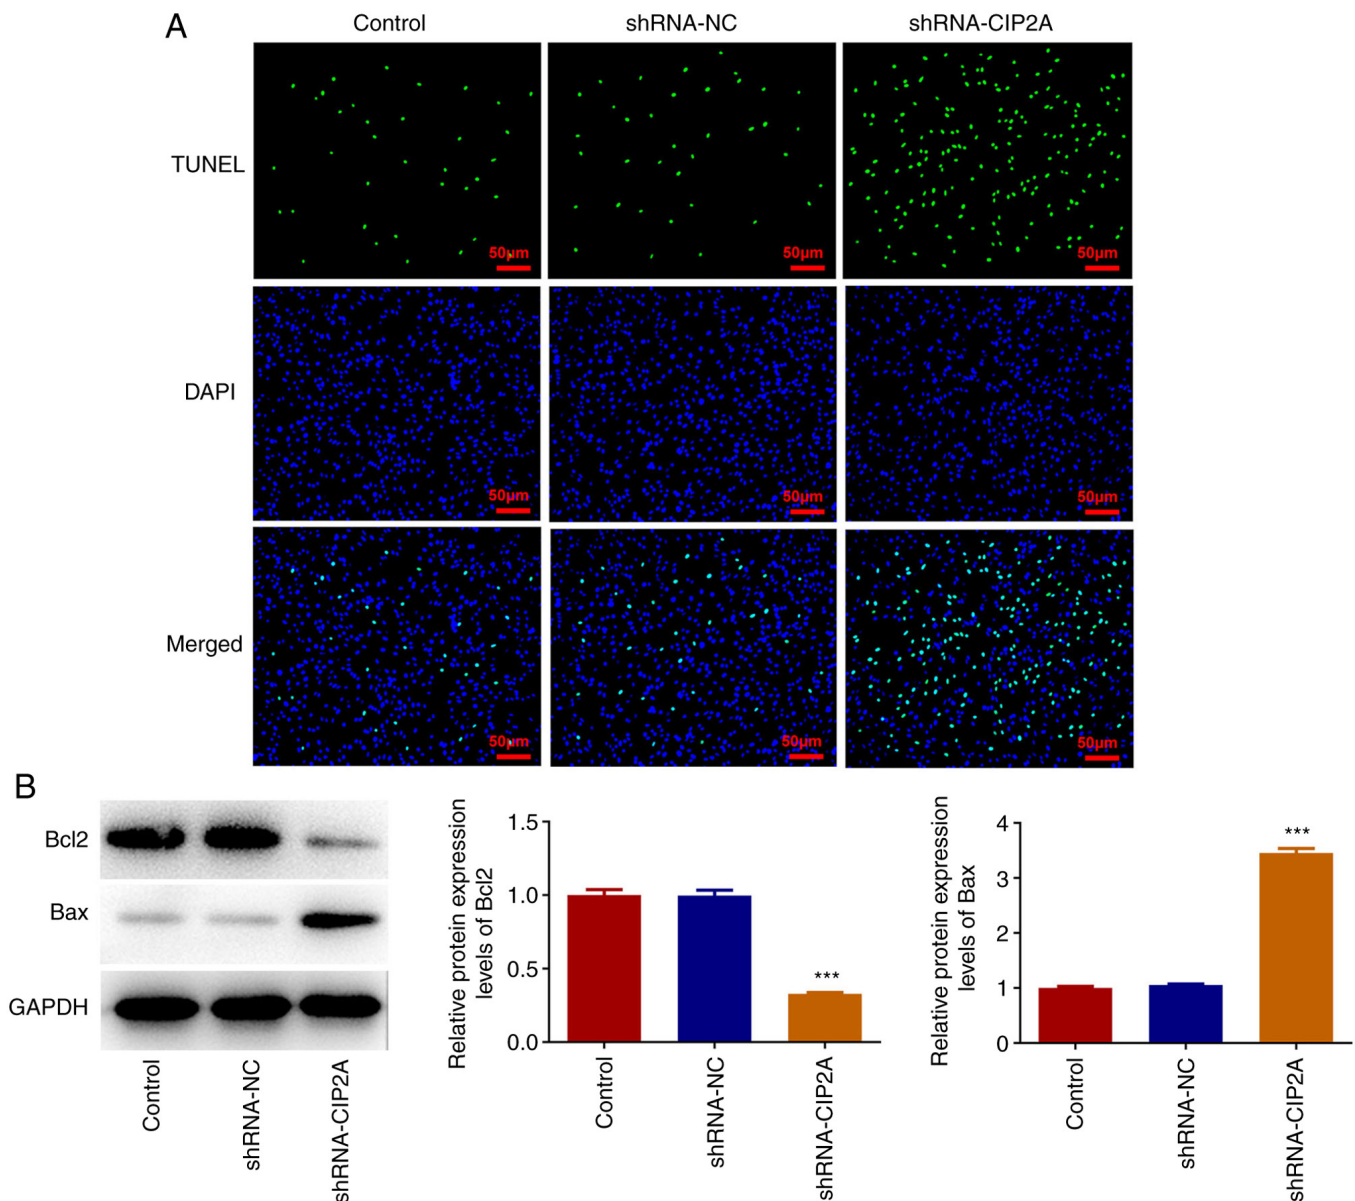 A
Control
shRNA-NC
shRNA-CIP2A
TUNEL
50µm
50µm
50µm
DAPI
50µm
50µm
50µm
Merged
50µm
50µm
50µm
B
Bcl2
Bax
GAPDH
Control
shRNA-NC
shRNA-CIP2A
Relative protein expression
levels of Bcl2
1.5
1.0
0.5
0.0
***
Control
shRNA-NC
shRNA-CIP2A
Relative protein expression
levels of Bax
4
3
2
1
0
***
Control
shRNA-NC
shRNA-CIP2A